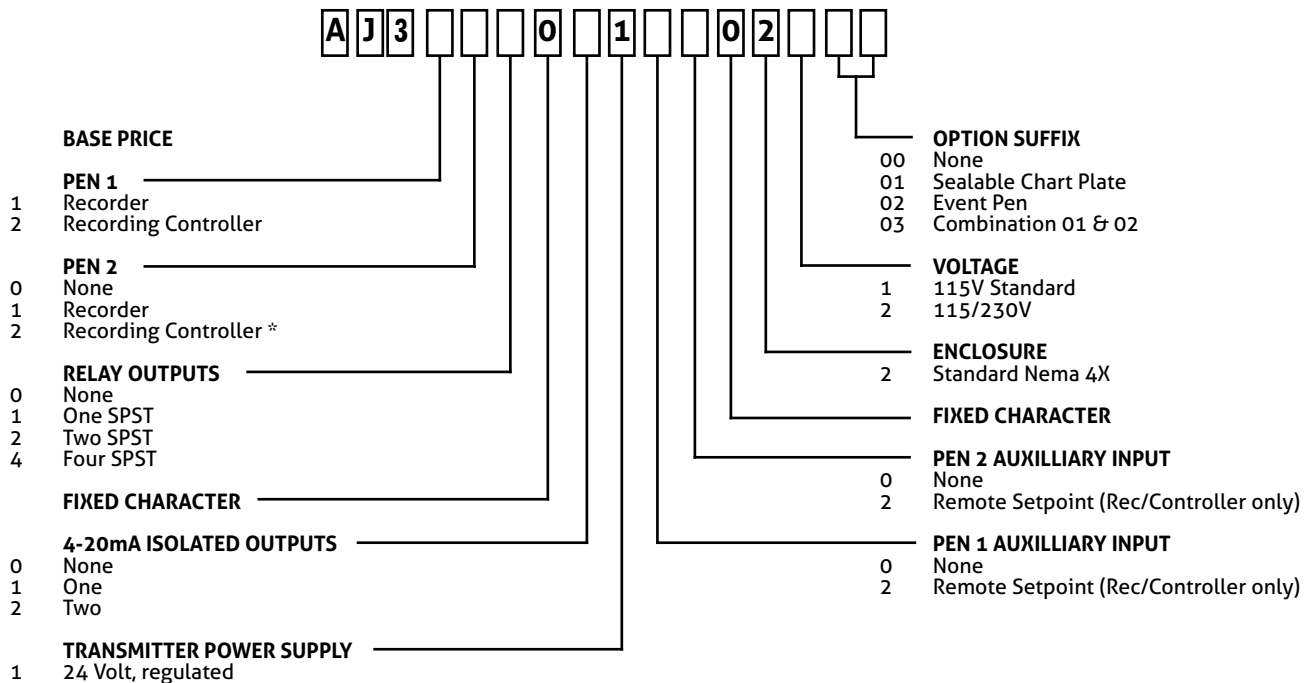 A J 3 0 1 0 2
BASE PRICE
PEN 1
1 Recorder
2 Recording Controller
PEN 2
0 None
1 Recorder
2 Recording Controller *
RELAY OUTPUTS
0 None
1 One SPST
2 Two SPST
4 Four SPST
FIXED CHARACTER
4-20mA ISOLATED OUTPUTS
0 None
1 One
2 Two
TRANSMITTER POWER SUPPLY
1 24 Volt, regulated
OPTION SUFFIX
00 None
01 Sealable Chart Plate
02 Event Pen
03 Combination 01 & 02
VOLTAGE
1 115V Standard
2 115/230V
ENCLOSURE
2 Standard Nema 4X
FIXED CHARACTER
PEN 2 AUXILLIARY INPUT
0 None
2 Remote Setpoint (Rec/Controller only)
PEN 1 AUXILLIARY INPUT
0 None
2 Remote Setpoint (Rec/Controller only)